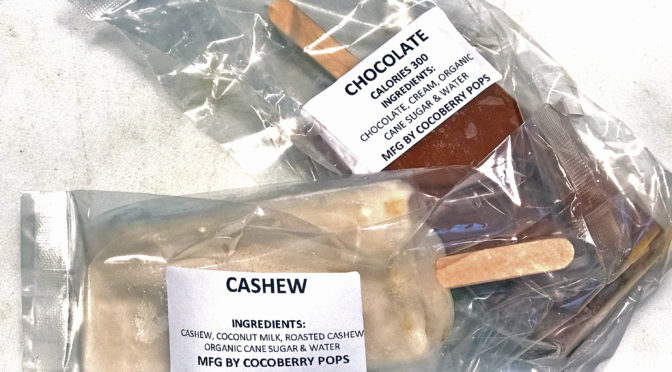 CHOCOLATE
CALORIES 300
INGREDIENTS:
CHOCOLATE, CREAM, ORGANIC
CANE SUGAR & WATER
MFG BY COCOBERRY POPS
CASHEW
INGREDIENTS:
CASHEW, COCONUT MILK, ROASTED CASHEW
ORGANIC CANE SUGAR & WATER
MFG BY COCOBERRY POPS